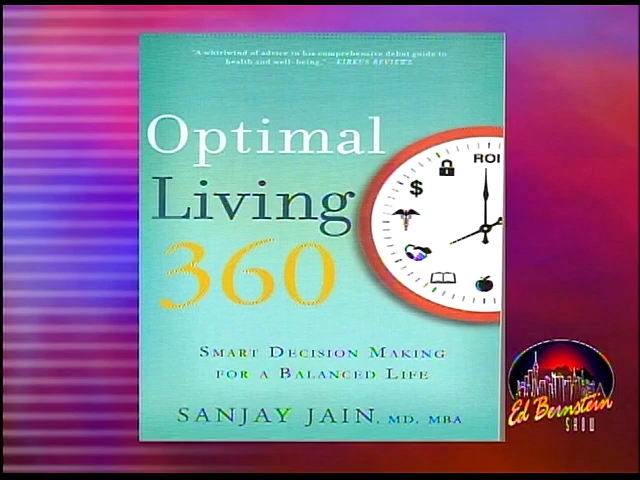 "A whirlwind of advice in his comprehensive debut guide to
health and well-being." —KIRKUS REVIEWS
Optimal
Living
360
ROI
$
SMART DECISION MAKING
FOR A BALANCED LIFE
SANJAY JAIN, MD, MBA
Ed Bernstein
SHOW